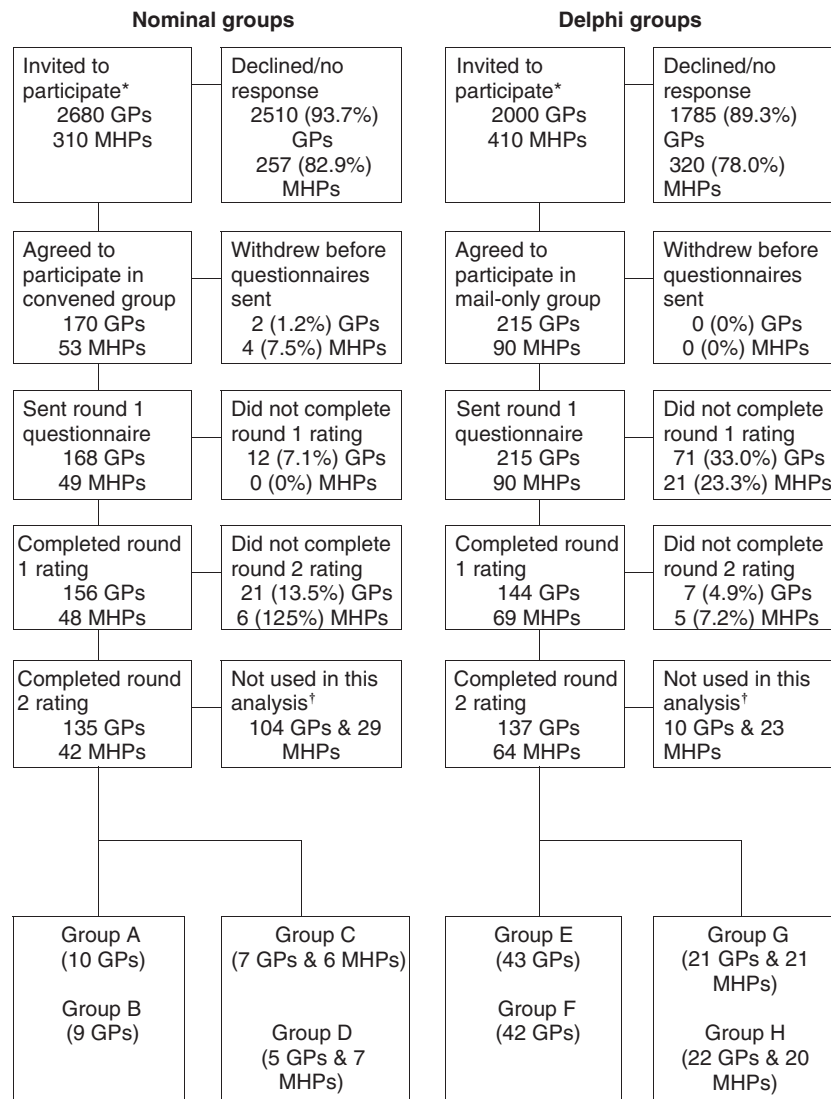 Nominal groups
Invited to
participate*
2680 GPs
310 MHPs
Declined/no
response
2510 (93.7%)
GPs
257 (82.9%)
MHPs
Agreed to
participate in
convened group
170 GPs
53 MHPs
Withdrew before
questionnaires
sent
2 (1.2%) GPs
4 (7.5%) MHPs
Sent round 1
questionnaire
168 GPs
49 MHPs
Did not complete
round 1 rating
12 (7.1%) GPs
0 (0%) MHPs
Completed round
1 rating
156 GPs
48 MHPs
Did not complete
round 2 rating
21 (13.5%) GPs
6 (125%) MHPs
Completed round
2 rating
135 GPs
42 MHPs
Not used in this
analysis†
104 GPs & 29
MHPs
Group A
(10 GPs)
Group B
(9 GPs)
Group C
(7 GPs & 6 MHPs)
Group D
(5 GPs & 7
MHPs)
Delphi groups
Invited to
participate*
2000 GPs
410 MHPs
Declined/no
response
1785 (89.3%)
GPs
320 (78.0%)
MHPs
Agreed to
participate in
mail-only group
215 GPs
90 MHPs
Withdrew before
questionnaires
sent
0 (0%) GPs
0 (0%) MHPs
Sent round 1
questionnaire
215 GPs
90 MHPs
Did not complete
round 1 rating
71 (33.0%) GPs
21 (23.3%) MHPs
Completed round
1 rating
144 GPs
69 MHPs
Did not complete
round 2 rating
7 (4.9%) GPs
5 (7.2%) MHPs
Completed round
2 rating
137 GPs
64 MHPs
Not used in this
analysis†
10 GPs & 23
MHPs
Group E
(43 GPs)
Group F
(42 GPs)
Group G
(21 GPs & 21
MHPs)
Group H
(22 GPs & 20
MHPs)